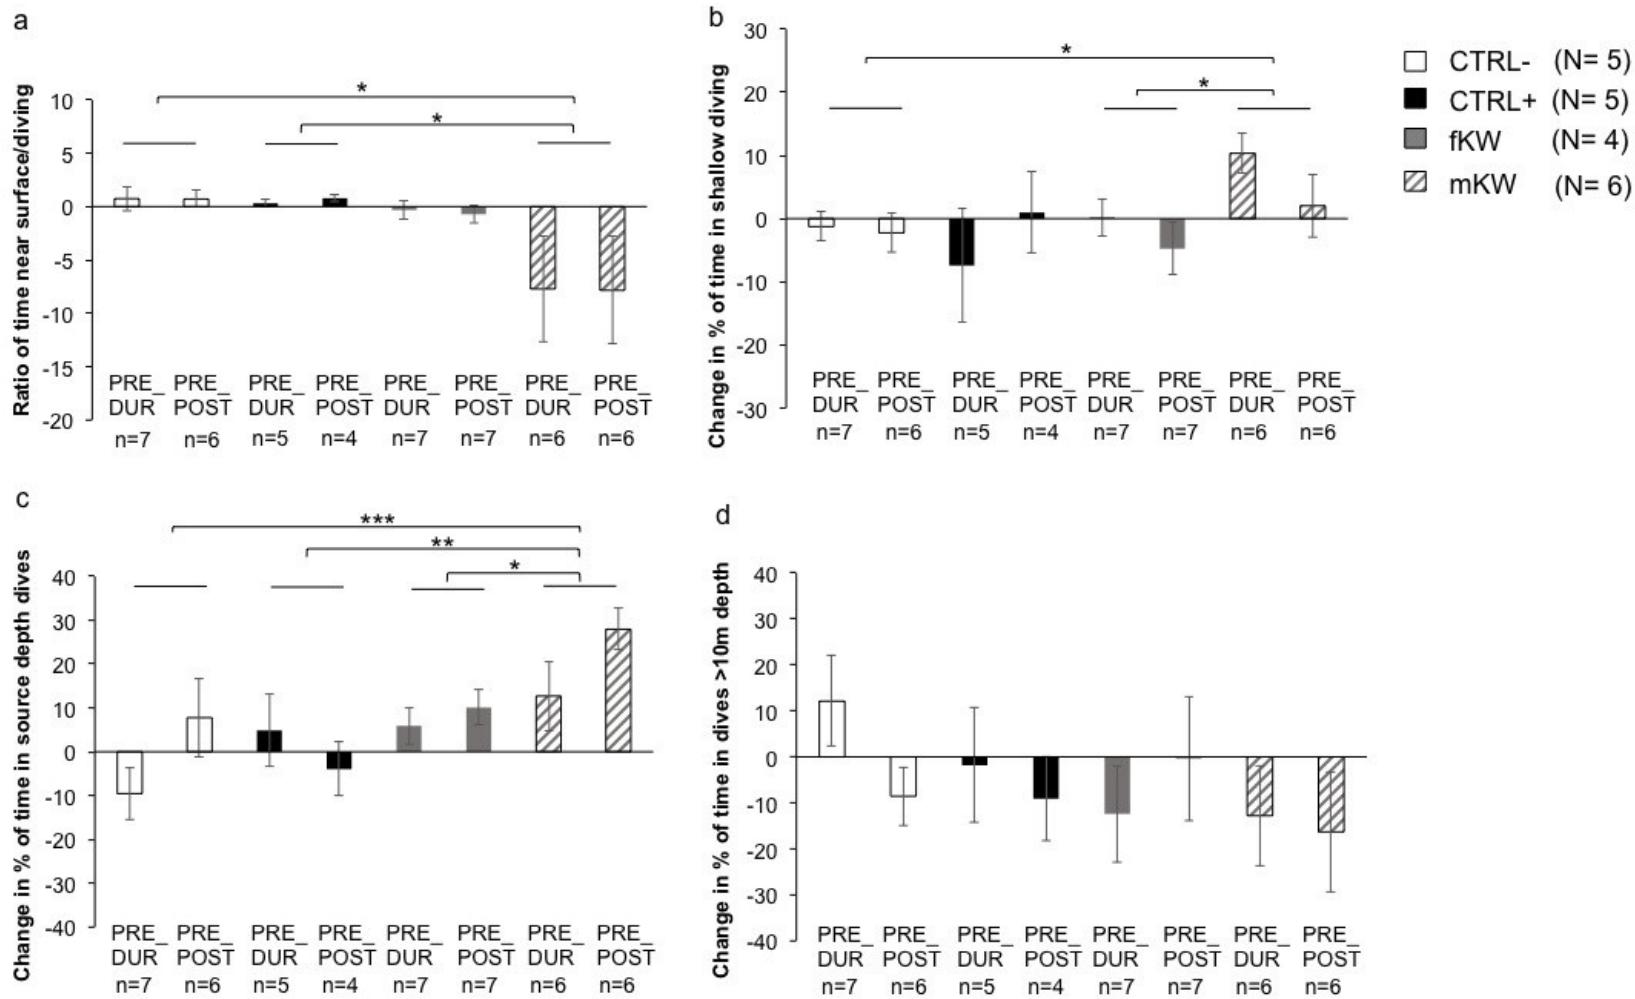 a
Ratio of time near surface/diving
10
5
0
-5
-10
-15
-20
*
*
PRE_ PRE_ PRE_ PRE_ PRE_ PRE_ PRE_ PRE_
DUR POST DUR POST DUR POST DUR POST
n=7 n=6 n=5 n=4 n=7 n=7 n=6 n=6
b
Change in % of time in shallow diving
30
20
10
0
-10
-20
-30
*
*
PRE_ PRE_ PRE_ PRE_ PRE_ PRE_ PRE_ PRE_
DUR POST DUR POST DUR POST DUR POST
n=7 n=6 n=5 n=4 n=7 n=7 n=6 n=6
CTRL- (N= 5)
CTRL+ (N= 5)
fKW (N= 4)
mKW (N= 6)
c
Change in % of time in source depth dives
40
30
20
10
0
-10
-20
-30
-40
***
**
*
PRE_ PRE_ PRE_ PRE_ PRE_ PRE_ PRE_ PRE_
DUR POST DUR POST DUR POST DUR POST
n=7 n=6 n=5 n=4 n=7 n=7 n=6 n=6
d
Change in % of time in dives >10m depth
40
30
20
10
0
-10
-20
-30
-40
PRE_ PRE_ PRE_ PRE_ PRE_ PRE_ PRE_ PRE_
DUR POST DUR POST DUR POST DUR POST
n=7 n=6 n=5 n=4 n=7 n=7 n=6 n=6